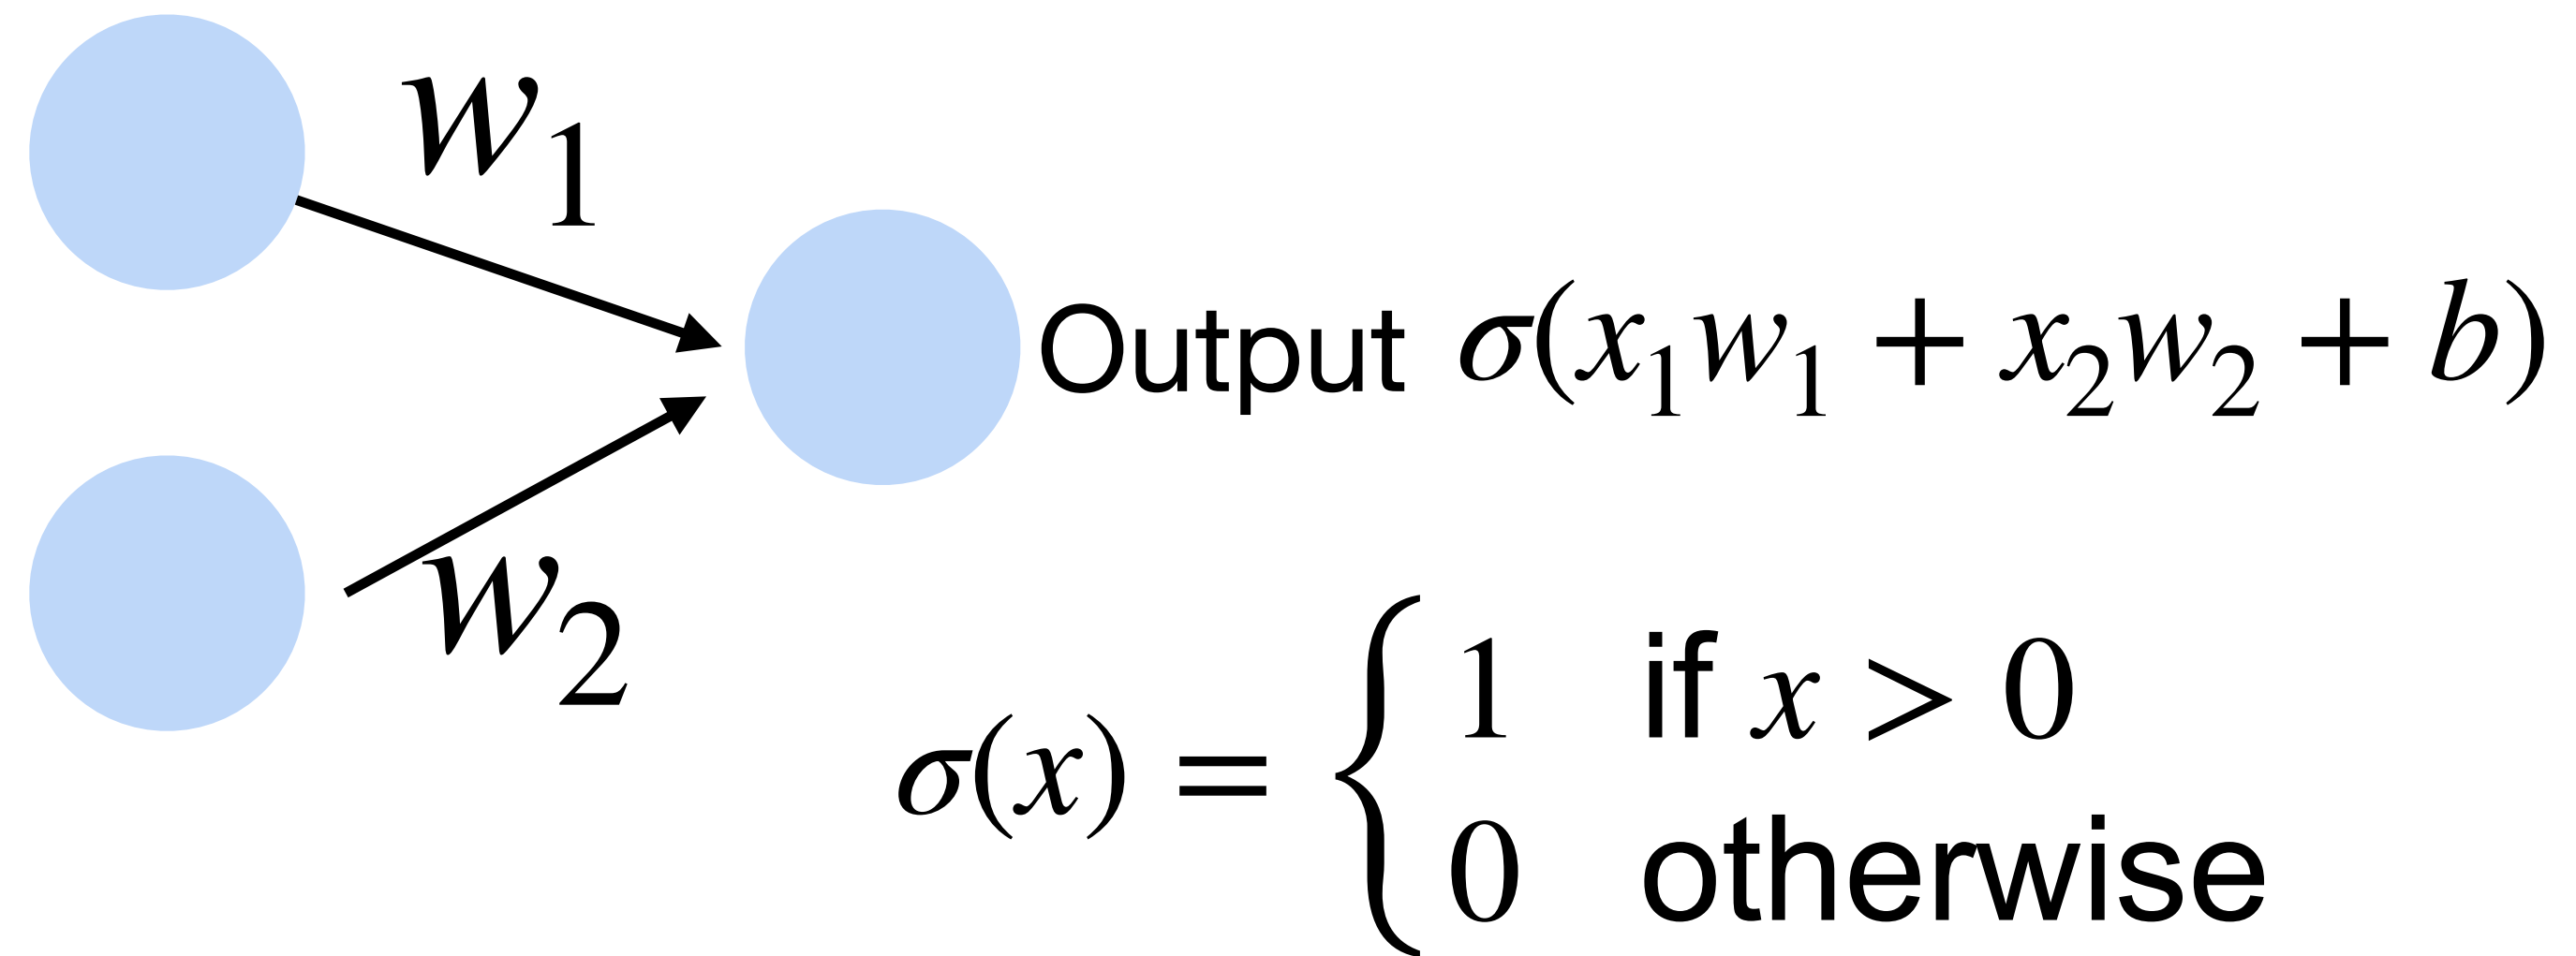 w₁
Output σ(x₁w₁ + x₂w₂ + b)
w₂
σ(x) = { 1 if x > 0
0 otherwise